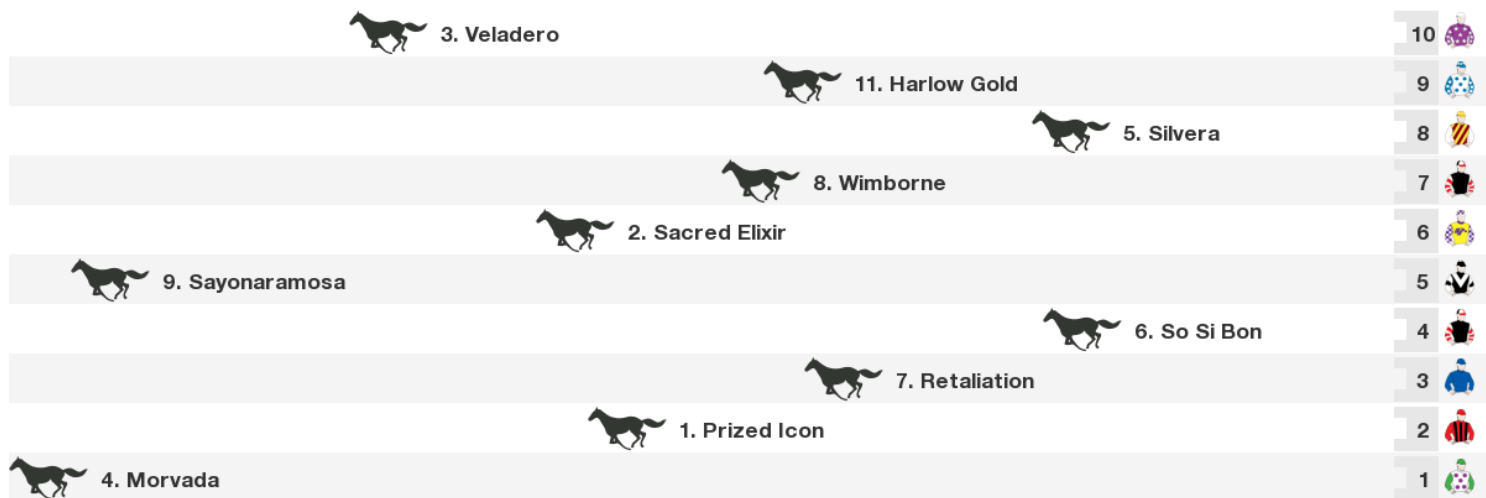 3. Veladero 10
11. Harlow Gold 9
5. Silvera 8
8. Wimborne 7
2. Sacred Elixir 6
9. Sayonaramosa 5
6. So Si Bon 4
7. Retaliation 3
1. Prized Icon 2
4. Morvada 1